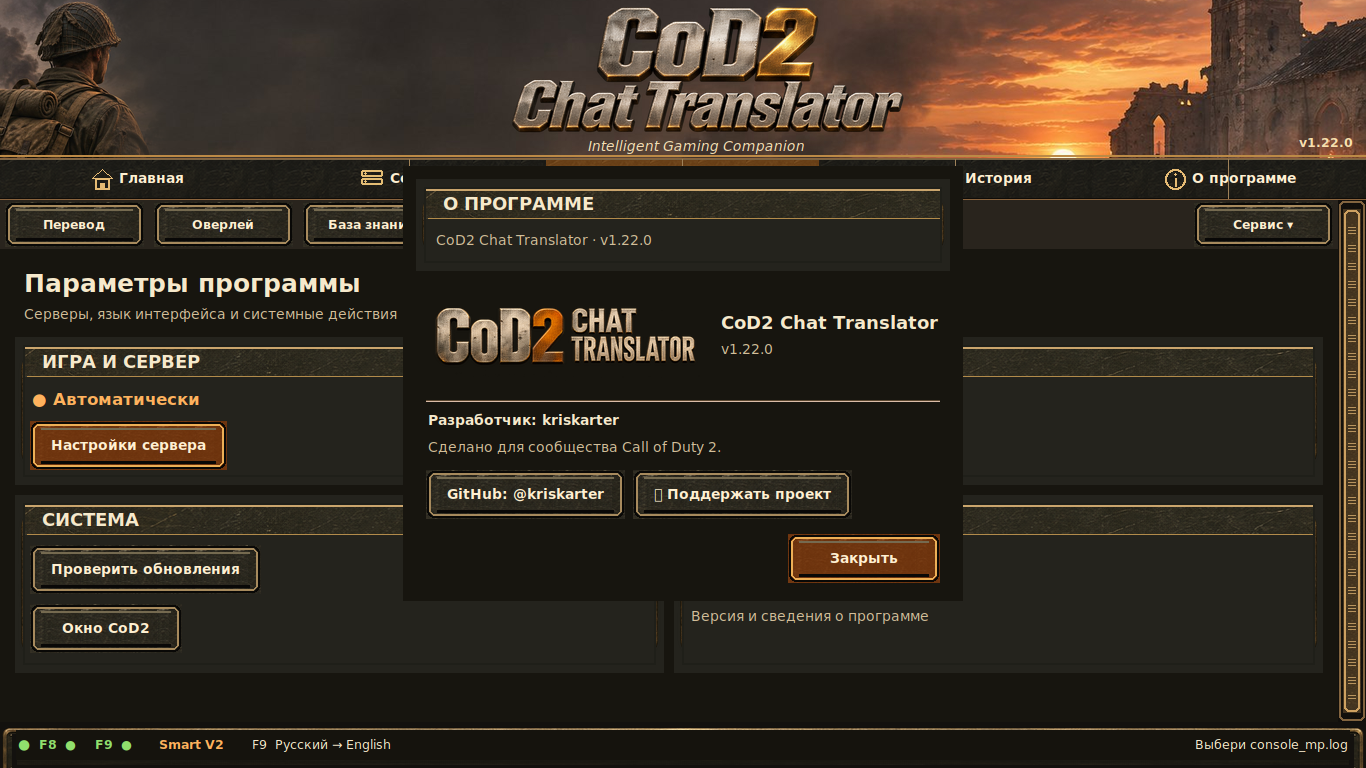 CoD2
Chat Translator
Intelligent Gaming Companion
v1.22.0
Главная
История
О программе
Перевод
Оверлей
База
Сервис ▾
Параметры программы
Серверы, язык интерфейса и системные действия
ИГРА И СЕРВЕР
● Автоматически
Настройки сервера
СИСТЕМА
Проверить обновления
Окно CoD2
Версия и сведения о программе
О ПРОГРАММЕ
CoD2 Chat Translator · v1.22.0
CoD2 CHAT
TRANSLATOR
CoD2 Chat Translator
v1.22.0
Разработчик: kriskarter
Сделано для сообщества Call of Duty 2.
GitHub: @kriskarter
Поддержать проект
Закрыть
● F8 ● F9 ● Smart V2 F9 Русский → English
Выбери console_mp.log